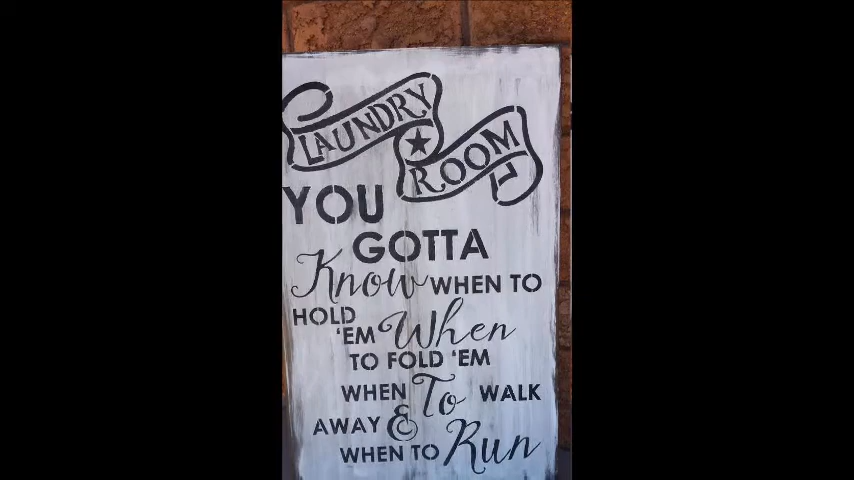 LAUNDRY
ROOM
YOU
GOTTA
Know WHEN TO
HOLD
'EM When
TO FOLD 'EM
WHEN To WALK
AWAY &
WHEN TO Run